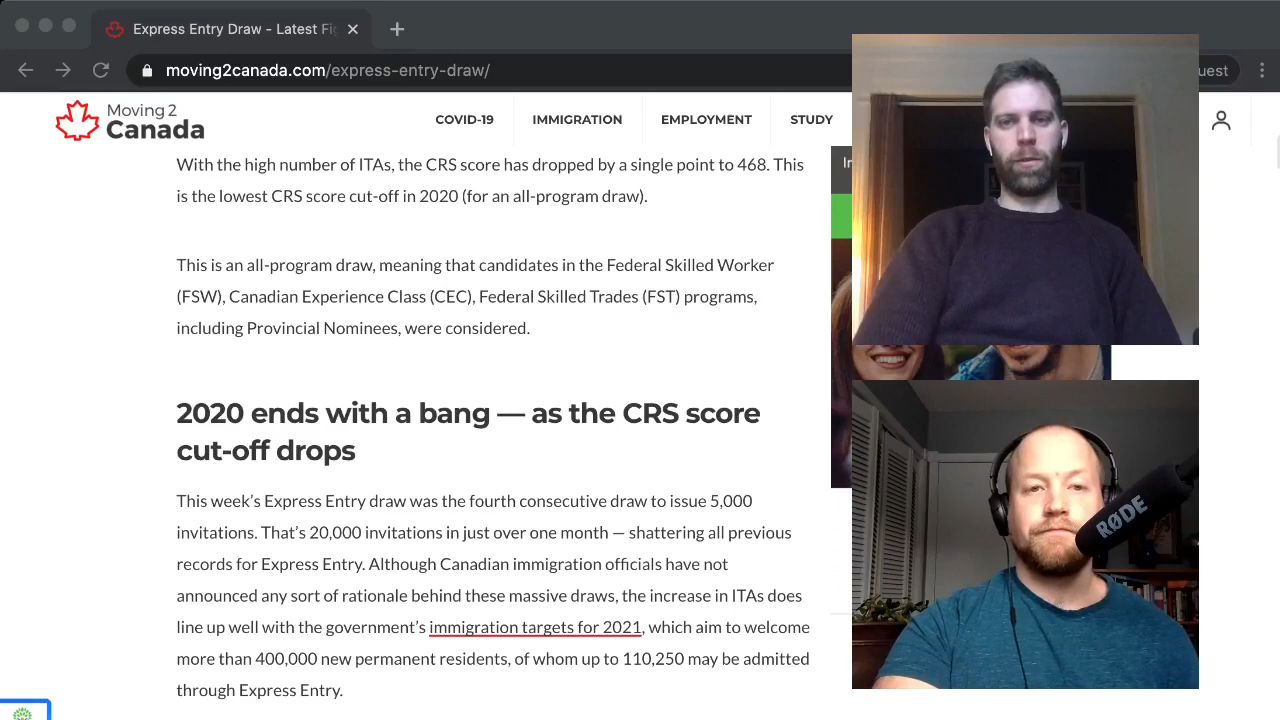 Express Entry Draw - Latest Fi
moving2canada.com/express-entry-draw/
uest
Moving 2
Canada
COVID-19
IMMIGRATION
EMPLOYMENT
STUDY
With the high number of ITAs, the CRS score has dropped by a single point to 468. This
is the lowest CRS score cut-off in 2020 (for an all-program draw).
In
This is an all-program draw, meaning that candidates in the Federal Skilled Worker
(FSW), Canadian Experience Class (CEC), Federal Skilled Trades (FST) programs,
including Provincial Nominees, were considered.
2020 ends with a bang — as the CRS score
cut-off drops
This week's Express Entry draw was the fourth consecutive draw to issue 5,000
invitations. That's 20,000 invitations in just over one month — shattering all previous
records for Express Entry. Although Canadian immigration officials have not
announced any sort of rationale behind these massive draws, the increase in ITAs does
line up well with the government's immigration targets for 2021, which aim to welcome
more than 400,000 new permanent residents, of whom up to 110,250 may be admitted
through Express Entry.
RØDE